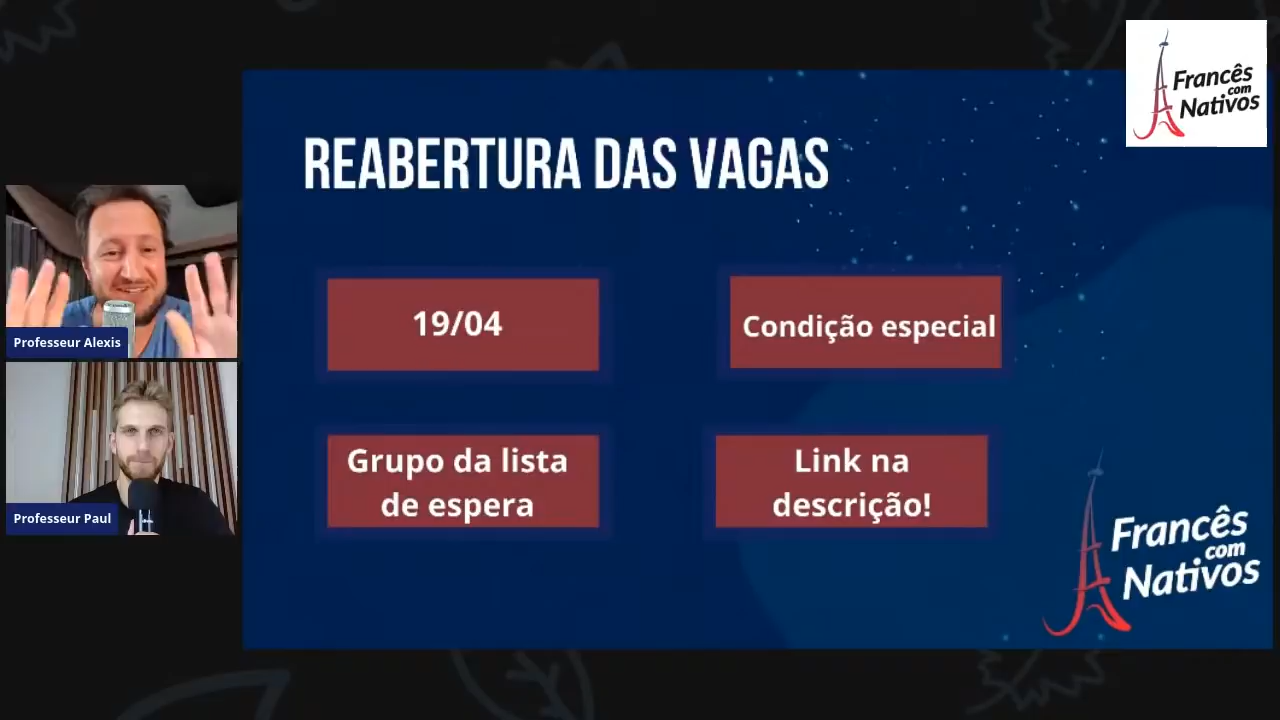 Francês
com
Nativos
REABERTURA DAS VAGAS
19/04
Condição especial
Grupo da lista
de espera
Link na
descrição!
Professeur Alexis
Professeur Paul
Francês
com
Nativos